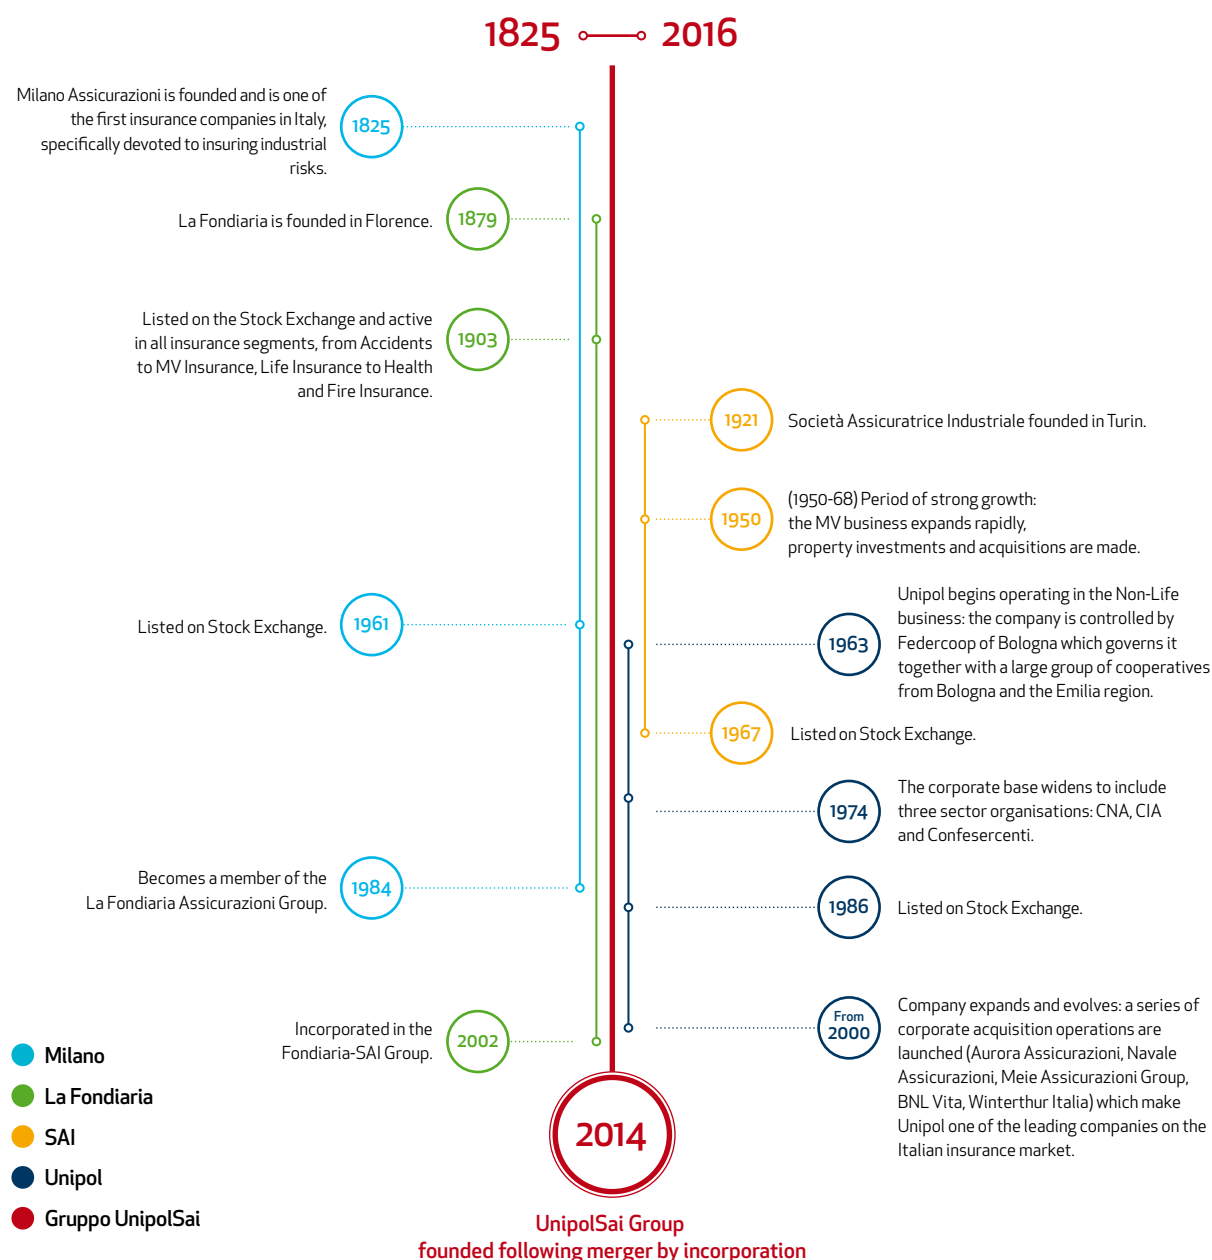 1825 2016
Milano Assicurazioni is founded and is one of
the first insurance companies in Italy,
specifically devoted to insuring industrial
risks.
1825
La Fondiaria is founded in Florence.
1879
Listed on the Stock Exchange and active
in all insurance segments, from Accidents
to MV Insurance, Life Insurance to Health
and Fire Insurance.
1903
1921
Società Assicuratrice Industriale founded in Turin.
1950
(1950-68) Period of strong growth:
the MV business expands rapidly,
property investments and acquisitions are made.
Listed on Stock Exchange.
1961
1963
Unipol begins operating in the Non-Life
business: the company is controlled by
Federcoop of Bologna which governs it
together with a large group of cooperatives
from Bologna and the Emilia region.
1967
Listed on Stock Exchange.
1974
The corporate base widens to include
three sector organisations: CNA, CIA
and Confesercenti.
Becomes a member of the
La Fondiaria Assicurazioni Group.
1984
1986
Listed on Stock Exchange.
From
2000
Company expands and evolves: a series of
corporate acquisition operations are
launched (Aurora Assicurazioni, Navale
Assicurazioni, Meie Assicurazioni Group,
BNL Vita, Winterthur Italia) which make
Unipol one of the leading companies on the
Italian insurance market.
Incorporated in the
Fondiaria-SAI Group.
2002
Milano
La Fondiaria
SAI
Unipol
Gruppo UnipolSai
2014
UnipolSai Group
founded following merger by incorporation